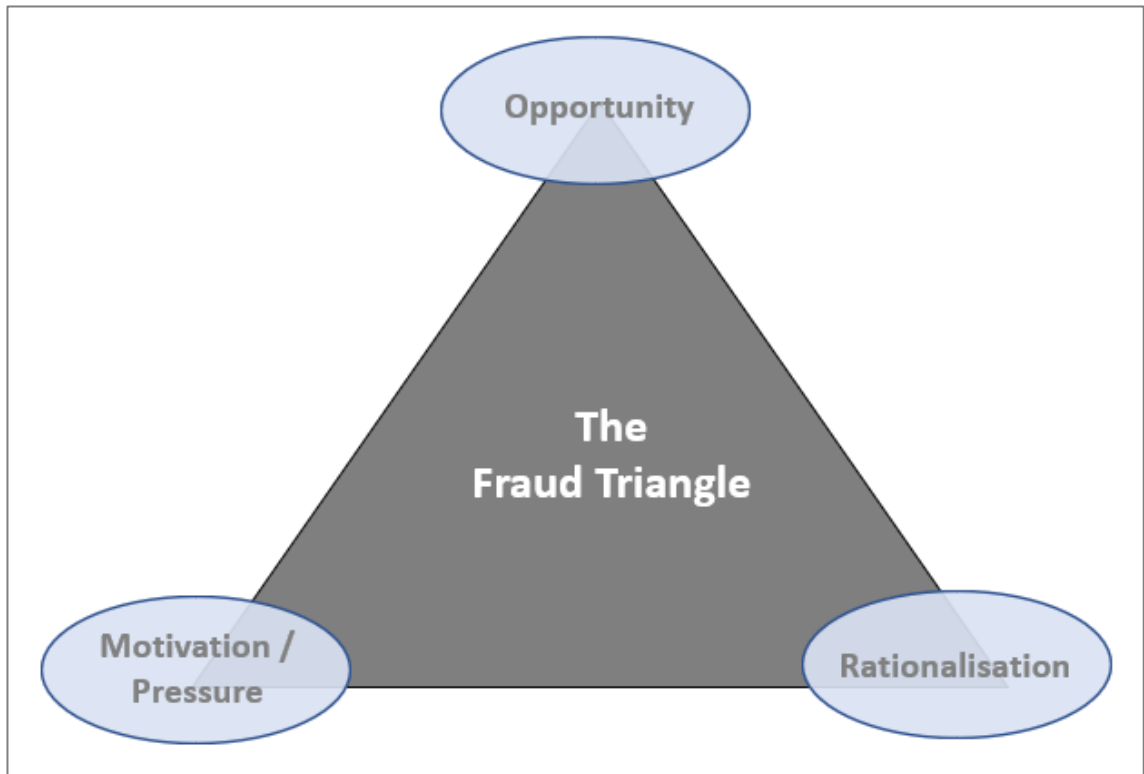 Opportunity
The
Fraud Triangle
Motivation /
Pressure
Rationalisation